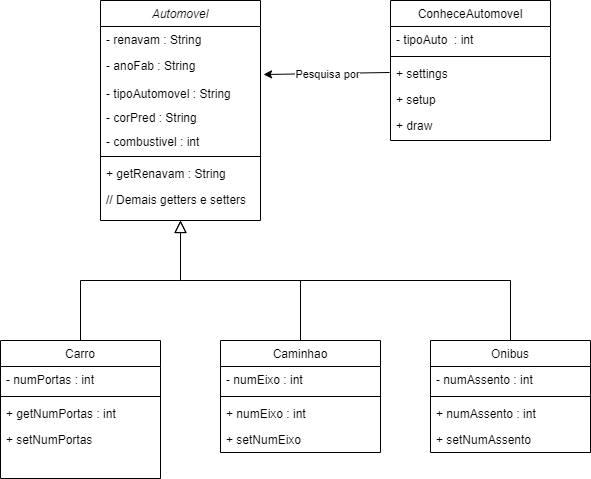 Automovel
- renavam : String
- anoFab : String
- tipoAutomovel : String
- corPred : String
- combustivel : int
+ getRenavam : String
// Demais getters e setters
ConheceAutomovel
- tipoAuto : int
+ settings
+ setup
+ draw
Pesquisa por
Carro
- numPortas : int
+ getNumPortas : int
+ setNumPortas
Caminhao
- numEixo : int
+ numEixo : int
+ setNumEixo
Onibus
- numAssento : int
+ numAssento : int
+ setNumAssento